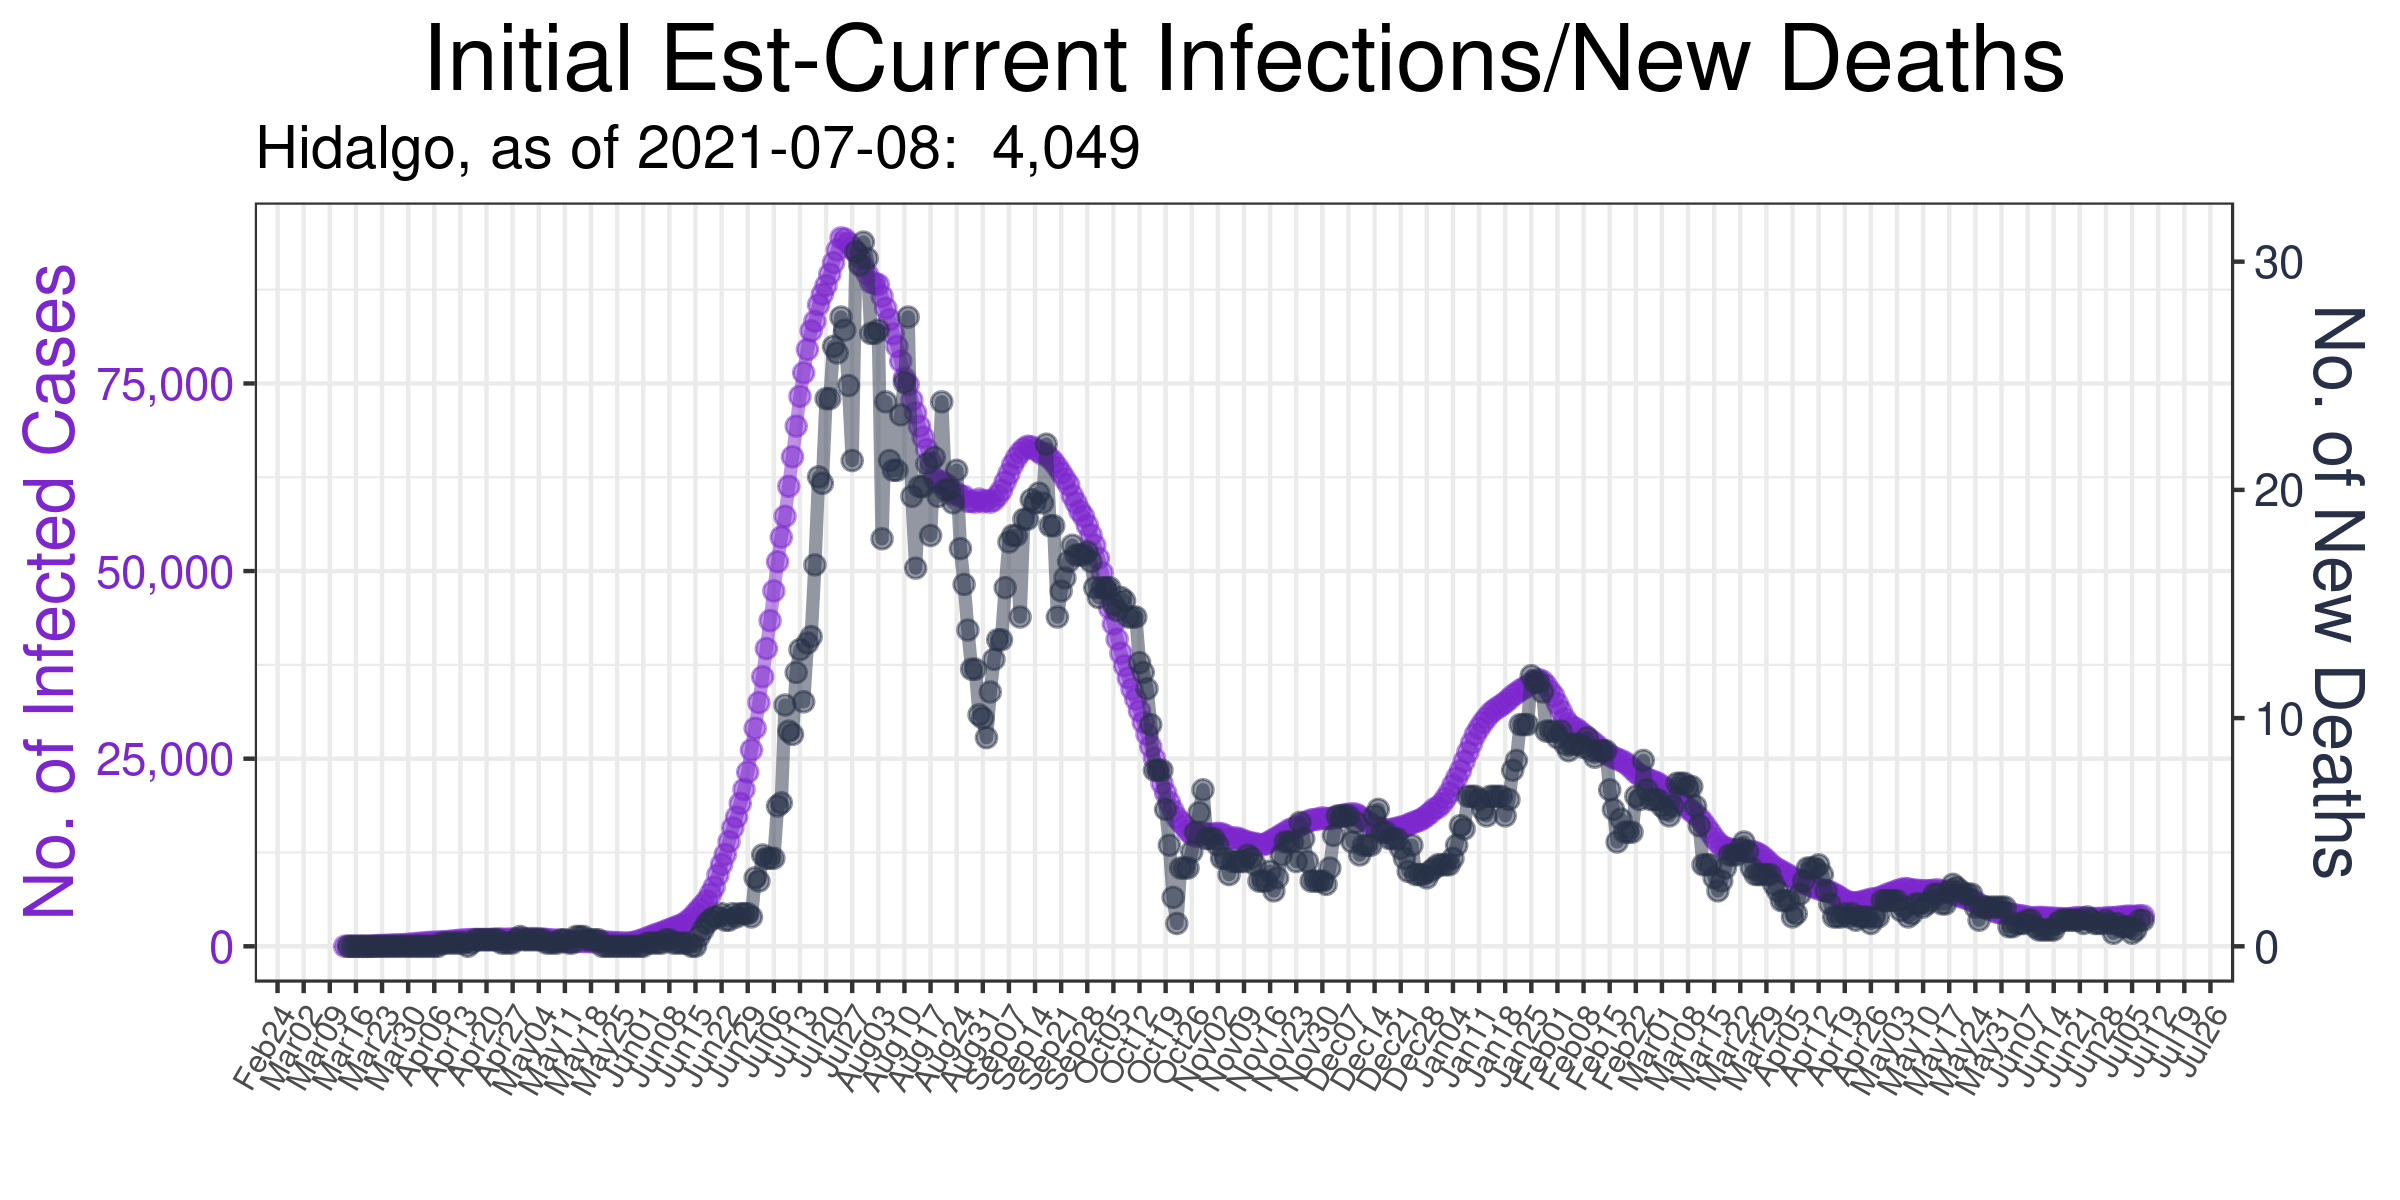 Initial Est-Current Infections/New Deaths
Hidalgo, as of 2021-07-08:  4,049
No. of Infected Cases
75,000
50,000
25,000
0
30
20
10
0
No. of New Deaths
Feb24
Mar02
Mar09
Mar16
Mar23
Mar30
Apr06
Apr13
Apr20
Apr27
May04
May11
May18
May25
Jun01
Jun08
Jun15
Jun22
Jun29
Jul06
Jul13
Jul20
Jul27
Aug03
Aug10
Aug17
Aug24
Aug31
Sep07
Sep14
Sep21
Sep28
Oct05
Oct12
Oct19
Oct26
Nov02
Nov09
Nov16
Nov23
Nov30
Dec07
Dec14
Dec21
Dec28
Jan04
Jan11
Jan18
Jan25
Feb01
Feb08
Feb15
Feb22
Mar01
Mar08
Mar15
Mar22
Mar29
Apr05
Apr12
Apr19
Apr26
May03
May10
May17
May24
May31
Jun07
Jun14
Jun21
Jun28
Jul05
Jul12
Jul19
Jul26